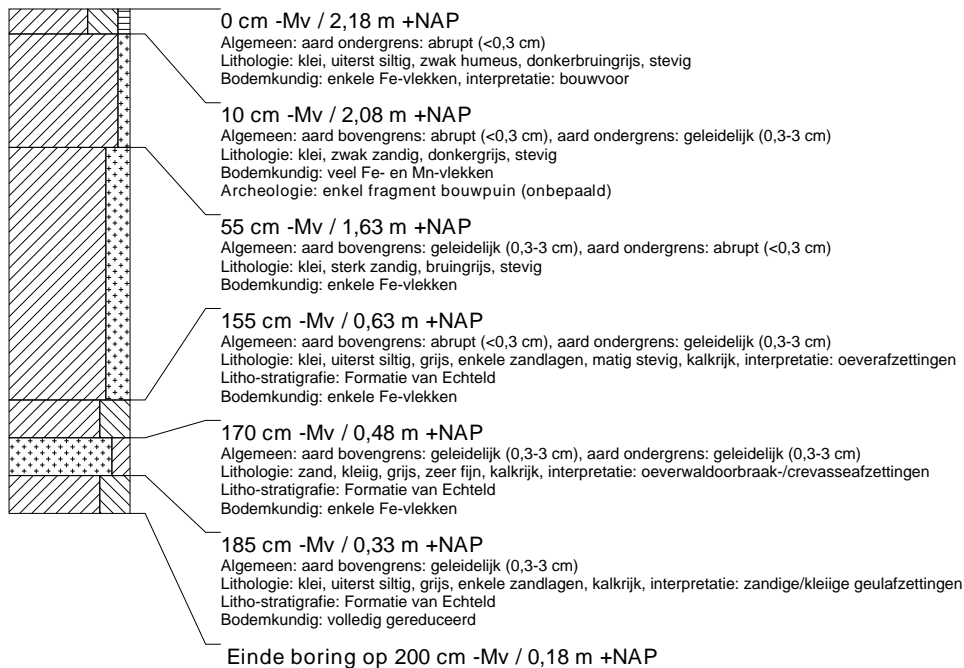 0 cm -Mv / 2,18 m +NAP
Algemeen: aard ondergrens: abrupt (<0,3 cm)
Lithologie: klei, uiterst siltig, zwak humeus, donkerbruingrijs, stevig
Bodemkundig: enkele Fe-vlekken, interpretatie: bouwvoor
10 cm -Mv / 2,08 m +NAP
Algemeen: aard bovengrens: abrupt (<0,3 cm), aard ondergrens: geleidelijk (0,3-3 cm)
Lithologie: klei, zwak zandig, donkergrijs, stevig
Bodemkundig: veel Fe- en Mn-vlekken
Archeologie: enkel fragment bouwpuin (onbepaald)
55 cm -Mv / 1,63 m +NAP
Algemeen: aard bovengrens: geleidelijk (0,3-3 cm), aard ondergrens: abrupt (<0,3 cm)
Lithologie: klei, sterk zandig, bruingrijs, stevig
Bodemkundig: enkele Fe-vlekken
155 cm -Mv / 0,63 m +NAP
Algemeen: aard bovengrens: abrupt (<0,3 cm), aard ondergrens: geleidelijk (0,3-3 cm)
Lithologie: klei, uiterst siltig, grijs, enkele zandlagen, matig stevig, kalkrijk, interpretatie: oeverafzettingen
Litho-stratigrafie: Formatie van Echteld
Bodemkundig: enkele Fe-vlekken
170 cm -Mv / 0,48 m +NAP
Algemeen: aard bovengrens: geleidelijk (0,3-3 cm), aard ondergrens: geleidelijk (0,3-3 cm)
Lithologie: zand, kleiig, grijs, zeer fijn, kalkrijk, interpretatie: oeverwaldoorbraak-/crevasseafzettingen
Litho-stratigrafie: Formatie van Echteld
Bodemkundig: enkele Fe-vlekken
185 cm -Mv / 0,33 m +NAP
Algemeen: aard bovengrens: geleidelijk (0,3-3 cm)
Lithologie: klei, uiterst siltig, grijs, enkele zandlagen, kalkrijk, interpretatie: zandige/kleiige geulafzettingen
Litho-stratigrafie: Formatie van Echteld
Bodemkundig: volledig gereduceerd
Einde boring op 200 cm -Mv / 0,18 m +NAP